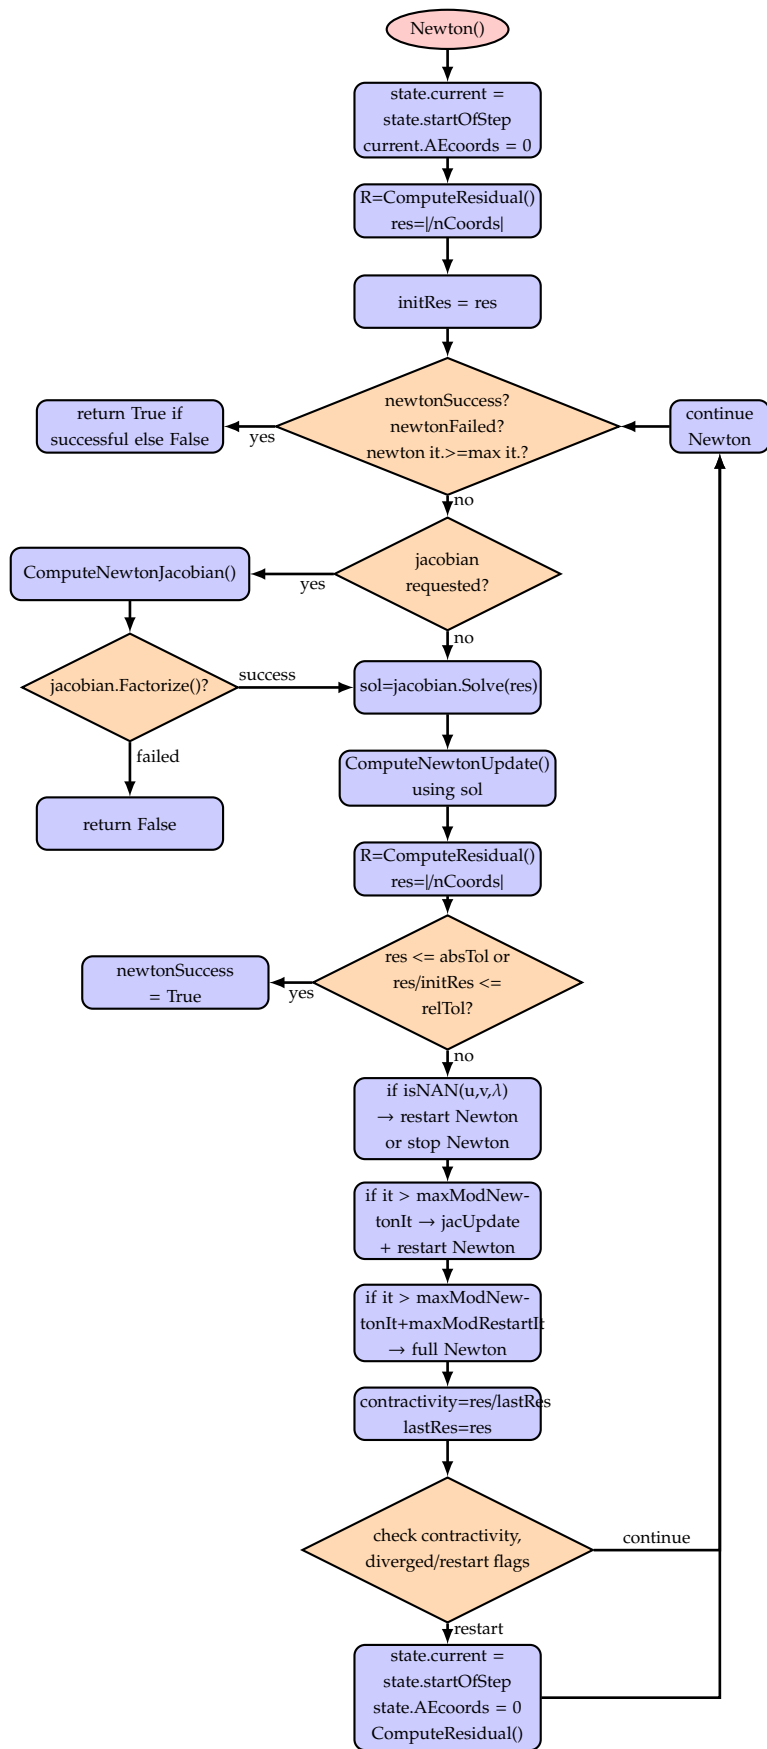 Newton()
state.current =
state.startOfStep
current.AEcoords = 0
R=ComputeResidual()
res=|/nCoords|
initRes = res
newtonSuccess?
newtonFailed?
newton it.>=max it.?
yes
return True if
successful else False
continue
Newton
no
jacobian
requested?
yes
ComputeNewtonJacobian()
no
jacobian.Factorize()?
success
sol=jacobian.Solve(res)
failed
return False
ComputeNewtonUpdate()
using sol
R=ComputeResidual()
res=|/nCoords|
res <= absTol or
res/initRes <=
relTol?
yes
newtonSuccess
= True
no
if isNAN(u,v,λ)
→ restart Newton
or stop Newton
if it > maxModNew-
tonIt → jacUpdate
+ restart Newton
if it > maxModNew-
tonIt+maxModRestartIt
→ full Newton
contractivity=res/lastRes
lastRes=res
check contractivity,
diverged/restart flags
continue
restart
state.current =
state.startOfStep
state.AEcoords = 0
ComputeResidual()